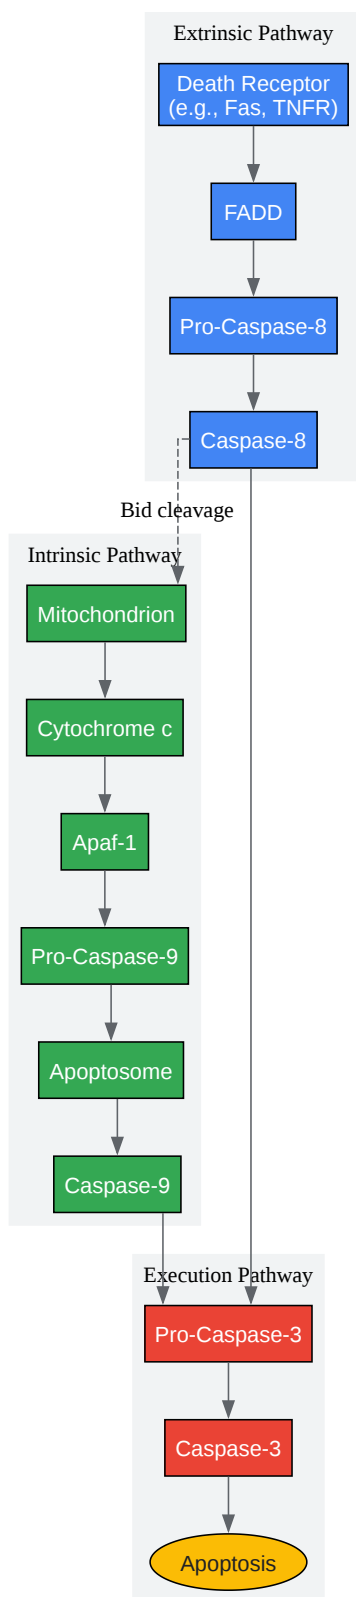 Extrinsic Pathway
Death Receptor
(e.g., Fas, TNFR)
FADD
Pro-Caspase-8
Caspase-8
Bid cleavage
Intrinsic Pathway
Mitochondrion
Cytochrome c
Apaf-1
Pro-Caspase-9
Apoptosome
Caspase-9
Execution Pathway
Pro-Caspase-3
Caspase-3
Apoptosis